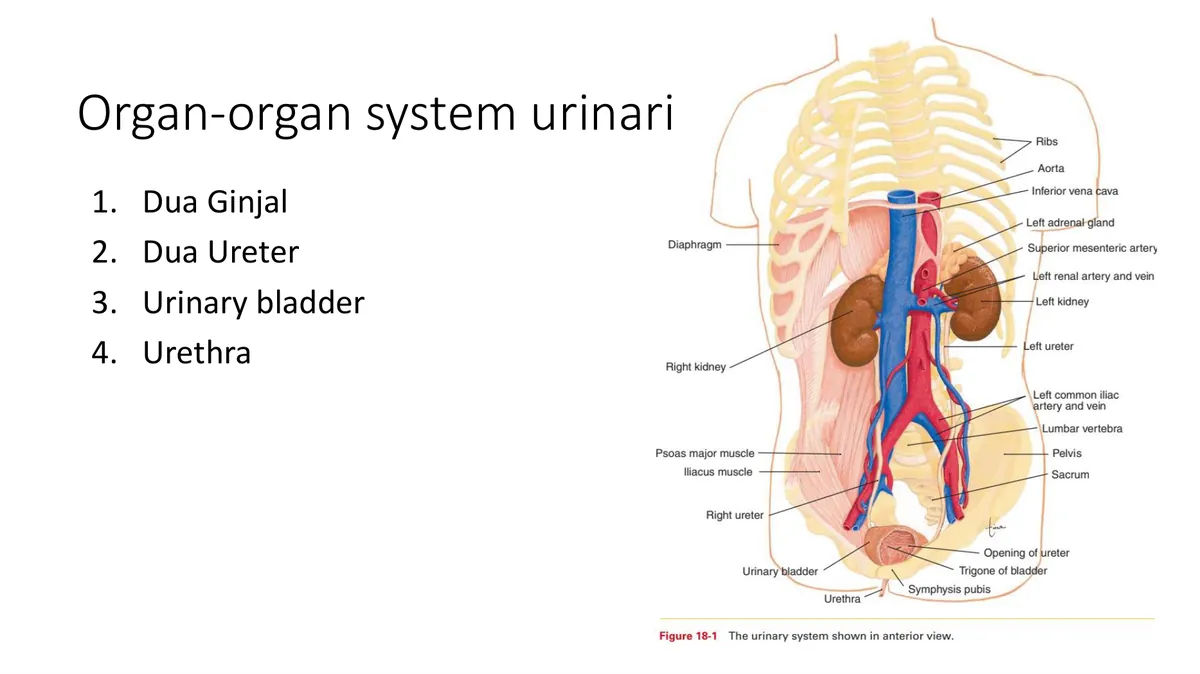 Organ-organ system urinari
1. Dua Ginjal
2. Dua Ureter
3. Urinary bladder
4. Urethra
Ribs
Aorta
Inferior vena cava
Left adrenal gland
Diaphragm
Superior mesenteric artery
Left renal artery and vein
Left kidney
Left ureter
Right kidney
Left common iliac
artery and vein
Lumbar vertebra
Psoas major muscle
Pelvis
Iliacus muscle
Sacrum
Right ureter
Opening of ureter
Urinary bladder
Trigone of bladder
Symphysis pubis
Urethra
Figure 18-1 The urinary system shown in anterior view.